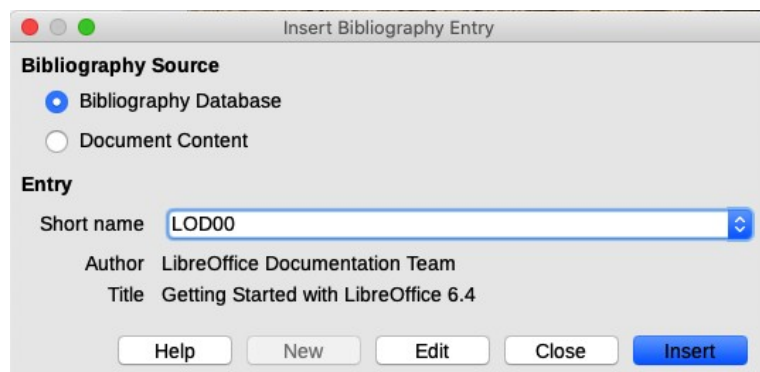 Insert Bibliography Entry
Bibliography Source
Bibliography Database
Document Content
Entry
Short name LOD00
Author LibreOffice Documentation Team
Title Getting Started with LibreOffice 6.4
Help New Edit Close Insert